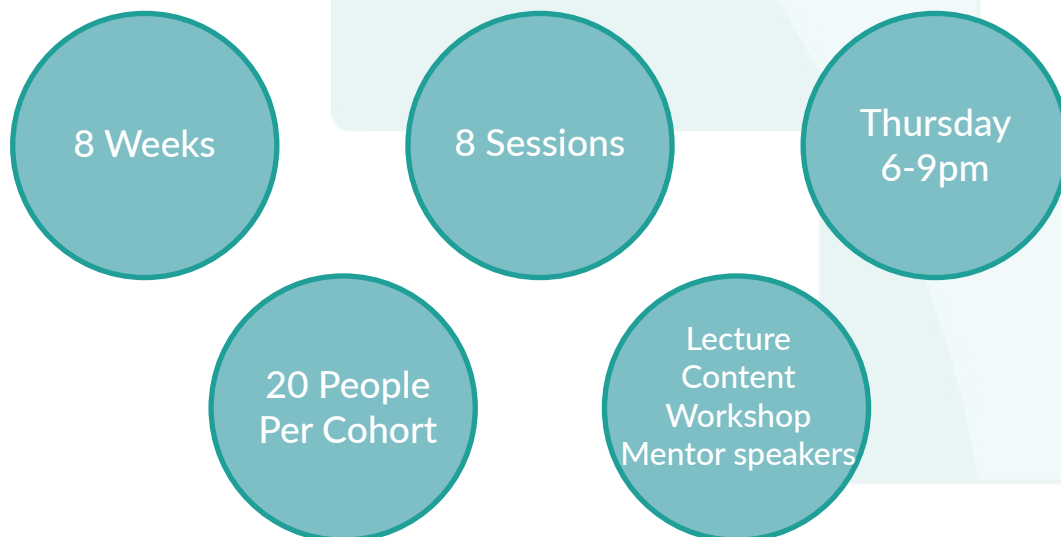 8 Weeks
8 Sessions
Thursday
6-9pm
20 People
Per Cohort
Lecture
Content
Workshop
Mentor speakers